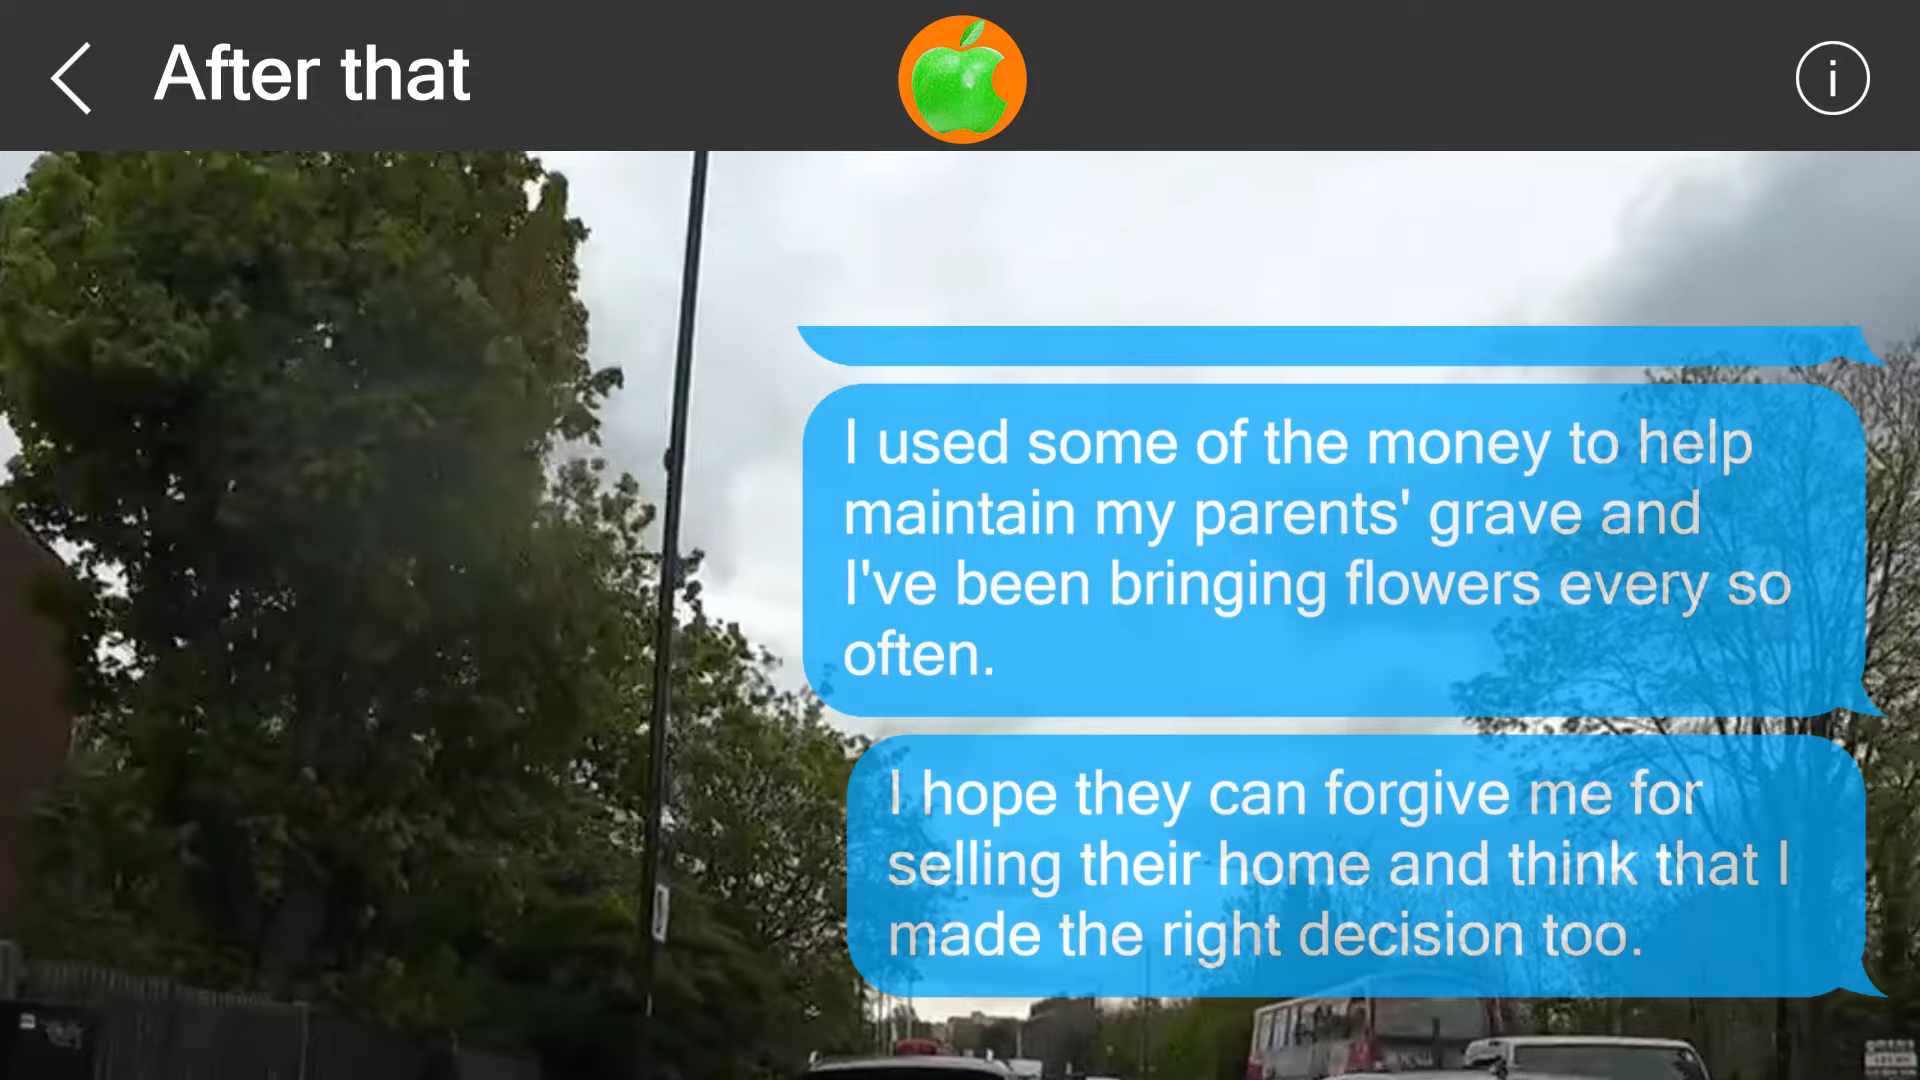 After that
I used some of the money to help
maintain my parents' grave and
I've been bringing flowers every so
often.
I hope they can forgive me for
selling their home and think that I
made the right decision too.